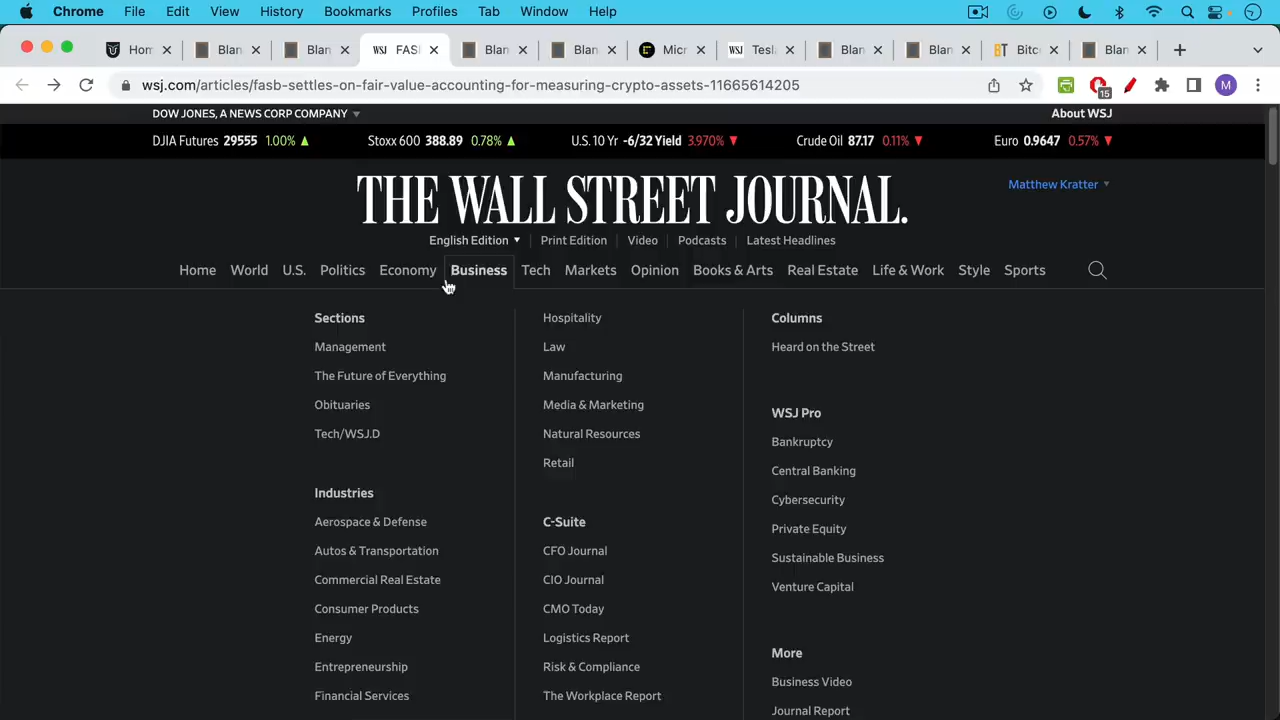 Chrome File Edit View History Bookmarks Profiles Tab Window Help
Hom Blan Blan WSJ FASB Blan Blan Micr WSJ Tesla Blan Blan Bitc Blan
wsj.com/articles/fasb-settles-on-fair-value-accounting-for-measuring-crypto-assets-11665614205 15 M
DOW JONES, A NEWS CORP COMPANY About WSJ
DJIA Futures 29555 1.00% Stoxx 600 388.89 0.78% U.S. 10 Yr -6/32 Yield 3.970% Crude Oil 87.17 0.11% Euro 0.9647 0.57%
THE WALL STREET JOURNAL.
Matthew Kratter
English Edition Print Edition Video Podcasts Latest Headlines
Home World U.S. Politics Economy Business Tech Markets Opinion Books & Arts Real Estate Life & Work Style Sports
Sections
Management
The Future of Everything
Obituaries
Tech/WSJ.D
Industries
Aerospace & Defense
Autos & Transportation
Commercial Real Estate
Consumer Products
Energy
Entrepreneurship
Financial Services
Hospitality
Law
Manufacturing
Media & Marketing
Natural Resources
Retail
C-Suite
CFO Journal
CIO Journal
CMO Today
Logistics Report
Risk & Compliance
The Workplace Report
Columns
Heard on the Street
WSJ Pro
Bankruptcy
Central Banking
Cybersecurity
Private Equity
Sustainable Business
Venture Capital
More
Business Video
Journal Report